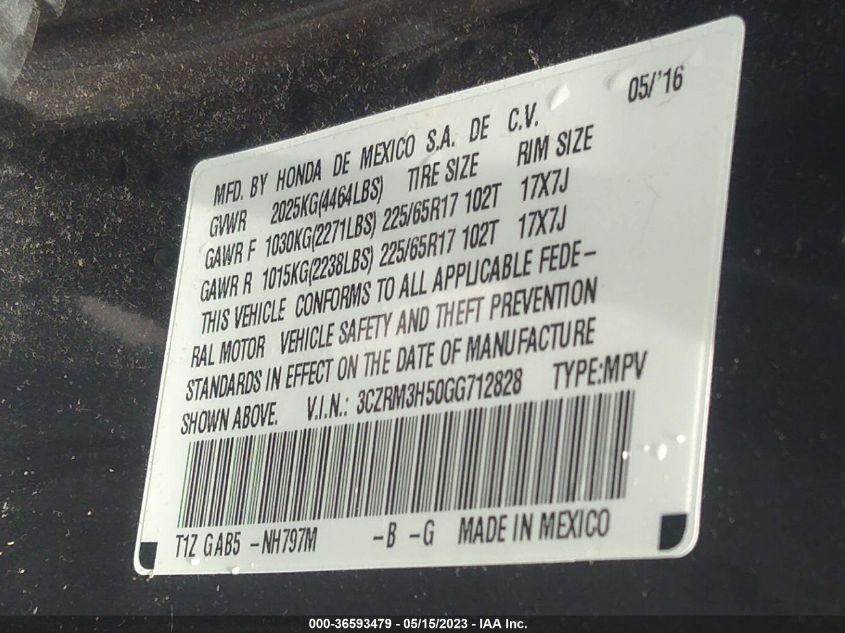 05/'16
MFD. BY HONDA DE MEXICO S.A. DE C.V.
GVWR 2025KG(4464LBS) TIRE SIZE RIM SIZE
GAWR F 1030KG(2271LBS) 225/65R17 102T 17X7J
GAWR R 1015KG(2238LBS) 225/65R17 102T 17X7J
THIS VEHICLE CONFORMS TO ALL APPLICABLE FEDE-
RAL MOTOR VEHICLE SAFETY AND THEFT PREVENTION
STANDARDS IN EFFECT ON THE DATE OF MANUFACTURE
SHOWN ABOVE. V.I.N.: 3CZRM3H50GG712828 TYPE:MPV
T1Z GAB5 -NH797M -B -G MADE IN MEXICO
000-36593479 - 05/15/2023 - IAA Inc.